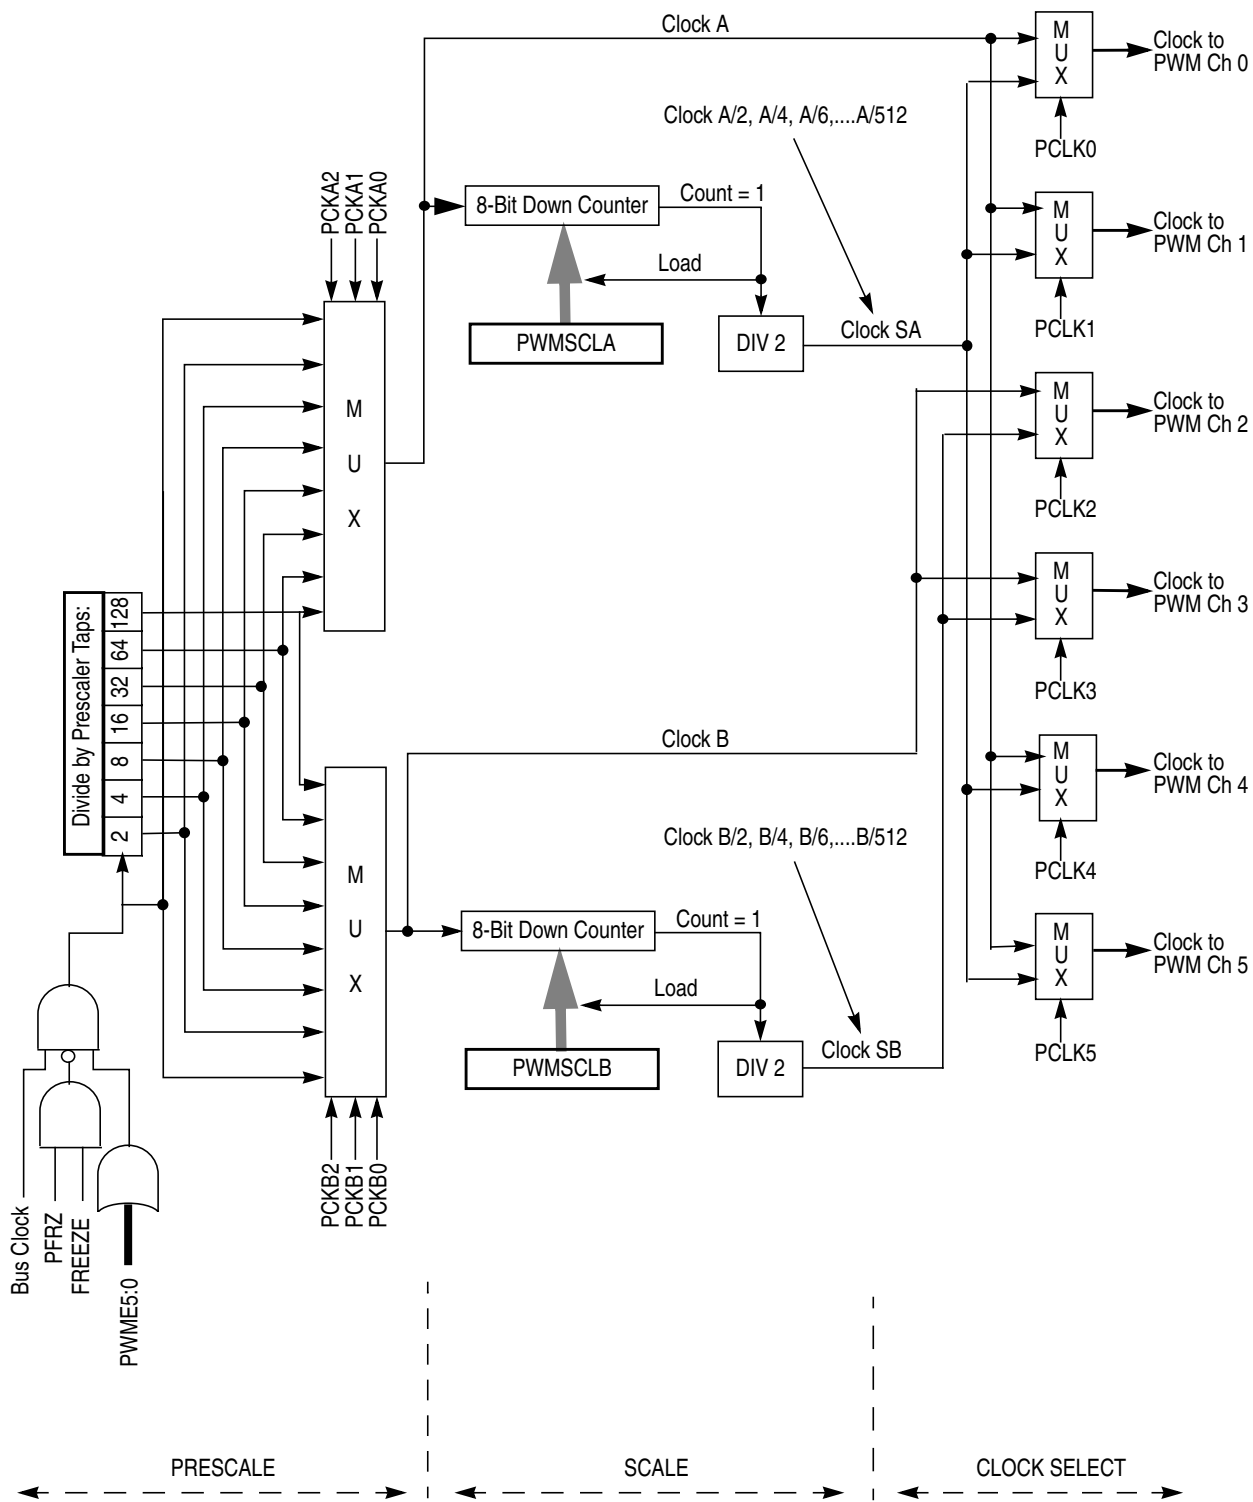 Clock A
M
U
X
Clock to
PWM Ch 0
PCLK0
Clock A/2, A/4, A/6,....A/512
PCKA2
PCKA1
PCKA0
8-Bit Down Counter
Count = 1
Load
PWMSCLA
DIV 2
Clock SA
M
U
X
Clock to
PWM Ch 1
PCLK1
M
U
X
M
U
X
Clock to
PWM Ch 2
PCLK2
M
U
X
Clock to
PWM Ch 3
PCLK3
Divide by Prescaler Taps:
128
64
32
16
8
4
2
Clock B
M
U
X
Clock to
PWM Ch 4
PCLK4
Clock B/2, B/4, B/6,....B/512
M
U
X
8-Bit Down Counter
Count = 1
Load
PWMSCLB
DIV 2
Clock SB
M
U
X
Clock to
PWM Ch 5
PCLK5
PCKB2
PCKB1
PCKB0
Bus Clock
PFRZ
FREEZE
PWME5:0
PRESCALE
SCALE
CLOCK SELECT